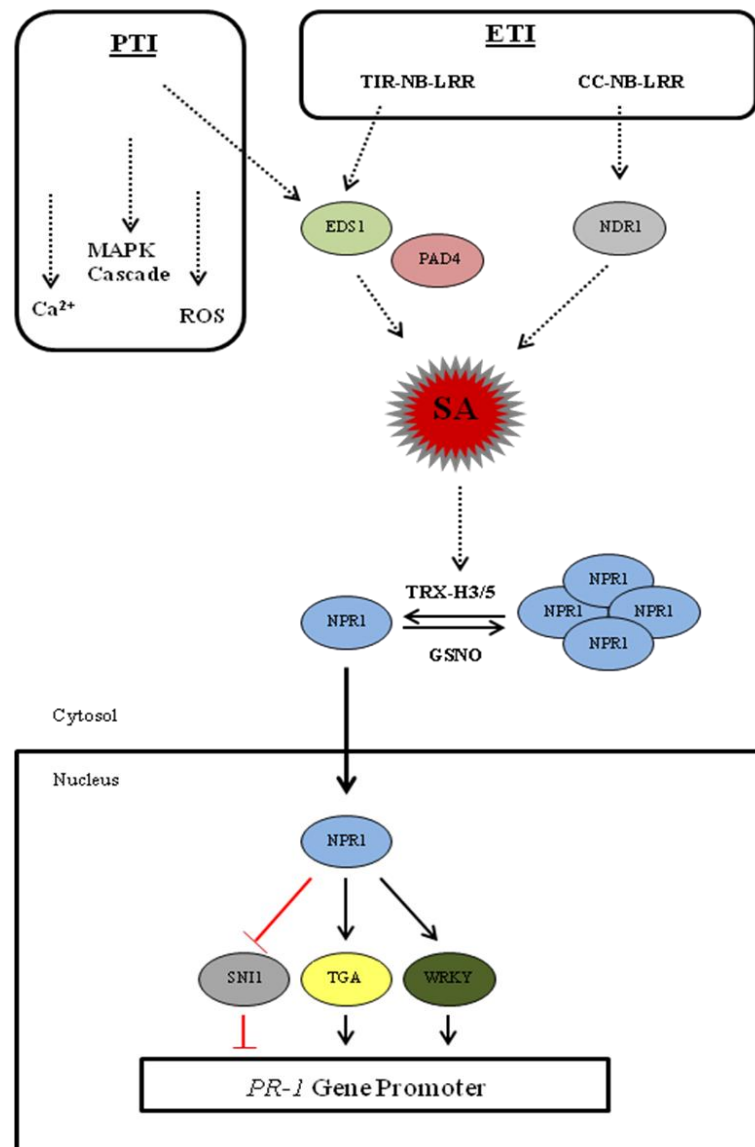 PTI
ETI
TIR-NB-LRR
CC-NB-LRR
EDS1
PAD4
NDR1
MAPK
Cascade
Ca²⁺
ROS
SA
TRX-H3/5
GSNO
NPR1
NPR1
NPR1
NPR1
NPR1
Cytosol
Nucleus
NPR1
SNI1
TGA
WRKY
PR-1 Gene Promoter